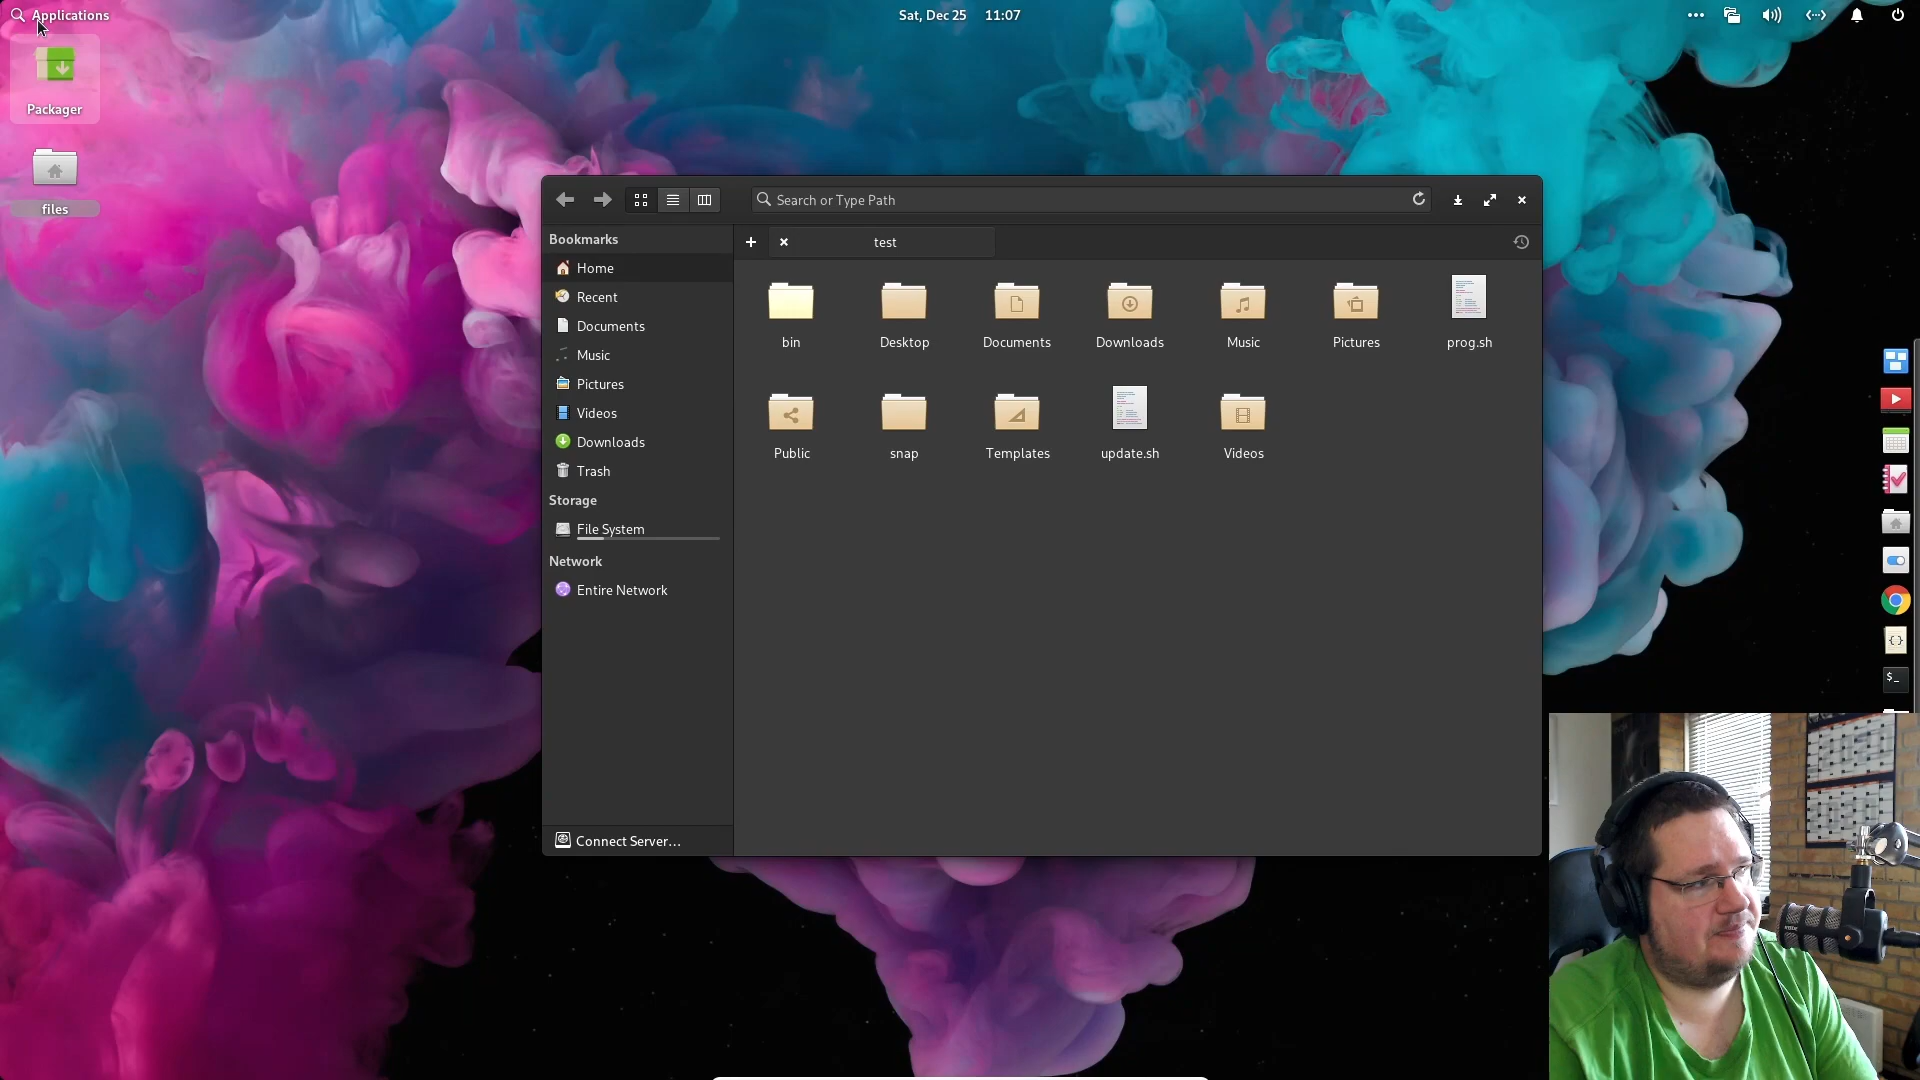 Applications
Sat, Dec 25 11:07
Packager
files
Search or Type Path
Bookmarks
test
Home
Recent
Documents
Music
Pictures
Videos
Downloads
Trash
Storage
File System
Network
Entire Network
Connect Server…
bin
Desktop
Documents
Downloads
Music
Pictures
prog.sh
Public
snap
Templates
update.sh
Videos
{}
$_